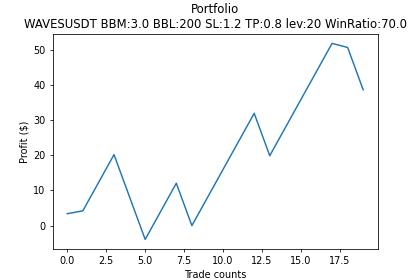 Portfolio
WAVESUSDT BBM:3.0 BBL:200 SL:1.2 TP:0.8 lev:20 WinRatio:70.0
50
40
30
20
10
0
Profit ($)
0.0 2.5 5.0 7.5 10.0 12.5 15.0 17.5
Trade counts